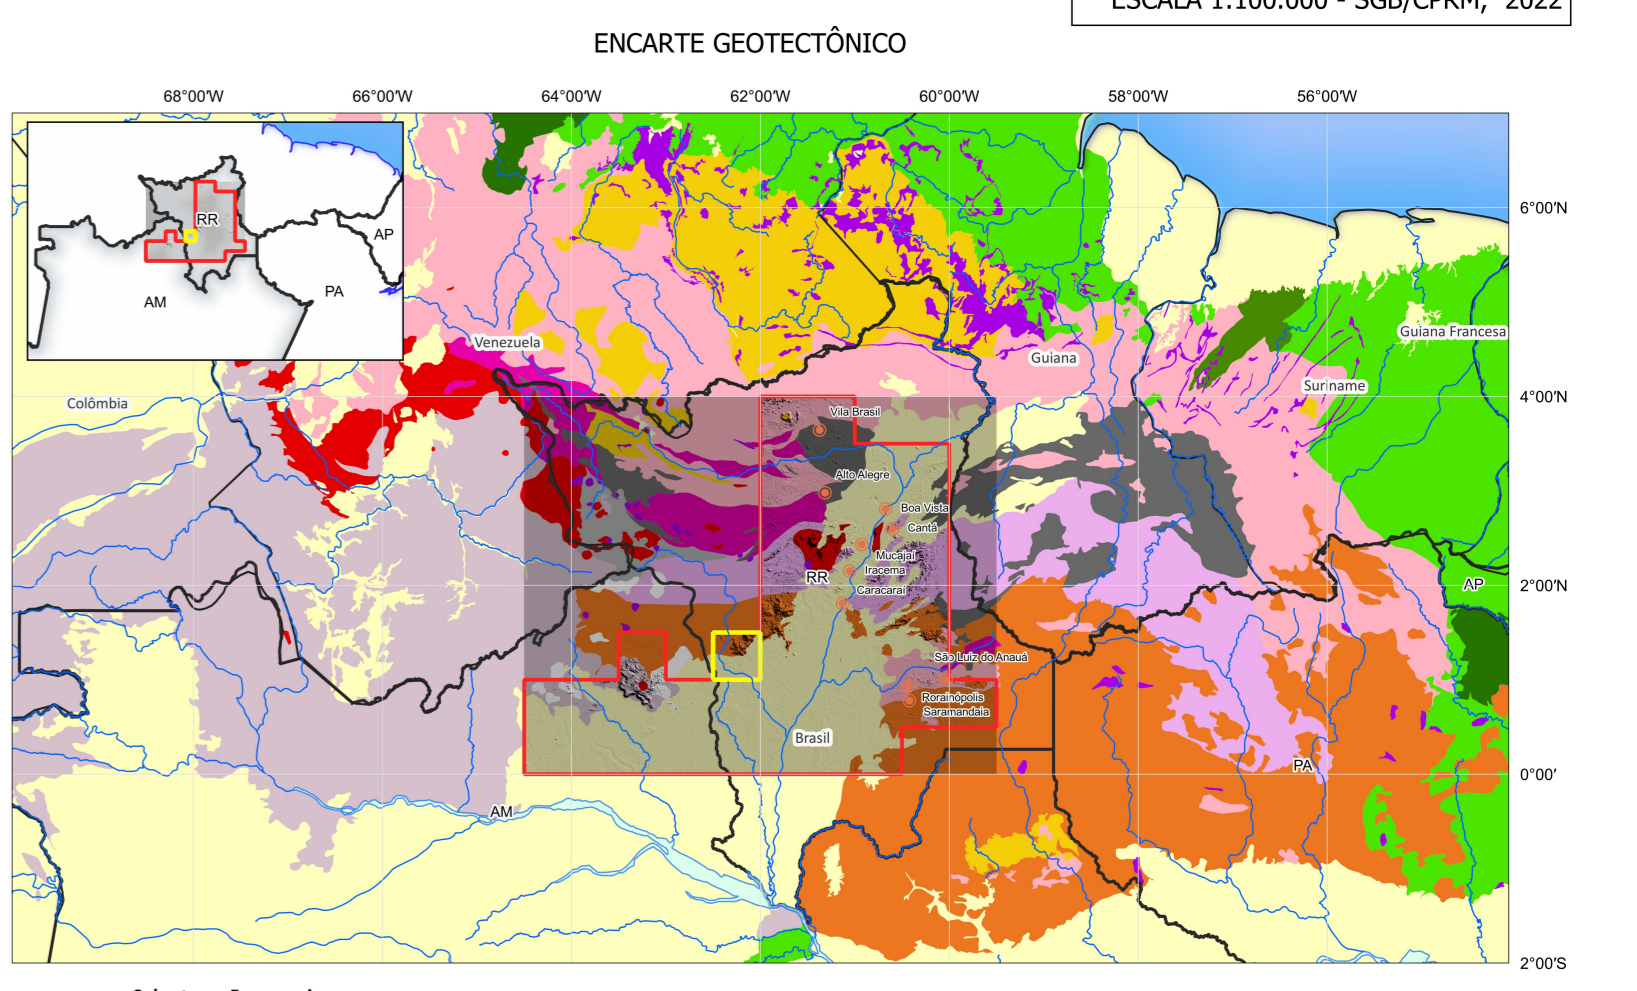 ESCALA 1:100.000 - SGB/CPRM, 2022
ENCARTE GEOTECTÔNICO
68°00'W 66°00'W 64°00'W 62°00'W 60°00'W 58°00'W 56°00'W
RR
AP
AM
PA
6°00'N
Venezuela
Guiana
Guiana Francesa
Suriname
4°00'N
Colômbia
Vila Brasil
Alto Alegre
Boa Vista
Cantá
Mucajaí
Iracema
RR
Caracaraí
2°00'N
AP
São Luiz do Anauá
Rorainópolis
Saramandaia
Brasil
PA
0°00'
AM
2°00'S